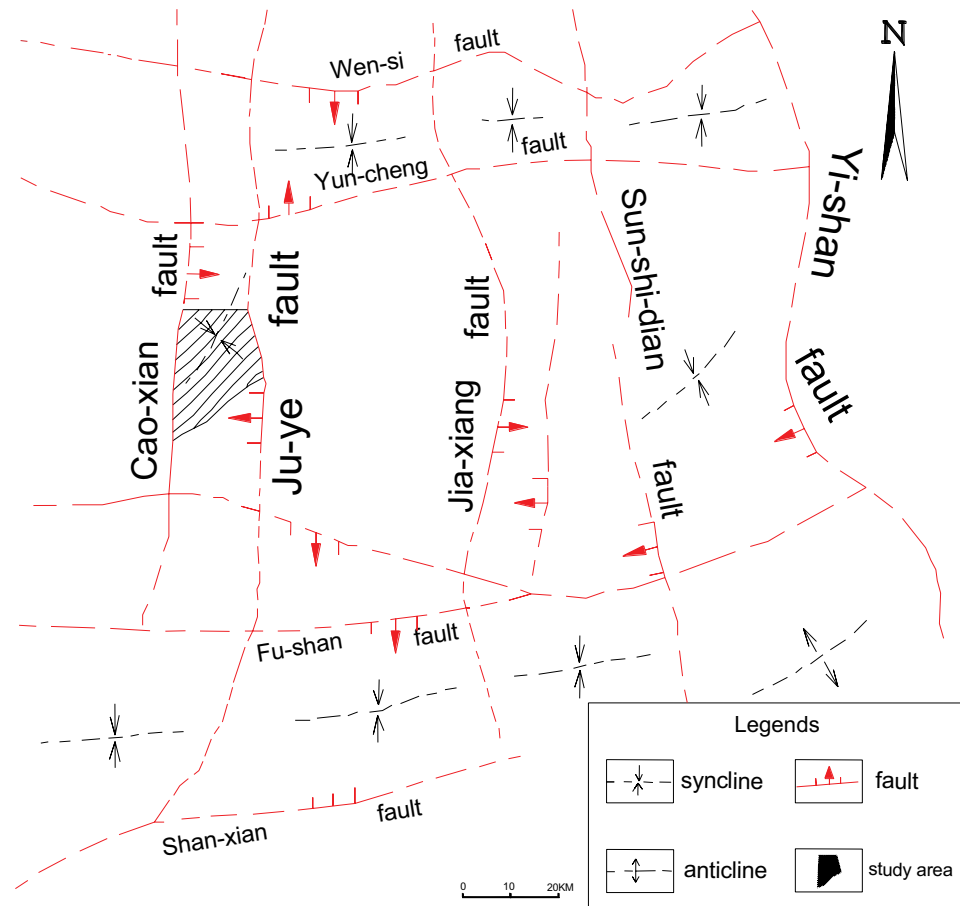 N
Wen-si
fault
Yun-cheng
fault
Yi-shan
fault
Sun-shi-dian
fault
fault
Cao-xian
fault
Ju-ye
fault
Jia-xiang
Fu-shan
fault
Shan-xian
fault
Legends
syncline
fault
anticline
study area
0 10 20KM